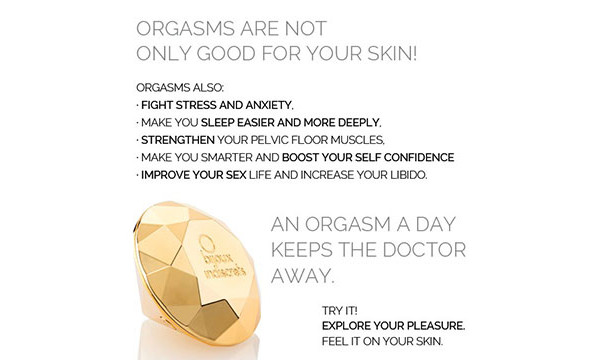 ORGASMS ARE NOT
ONLY GOOD FOR YOUR SKIN!
ORGASMS ALSO:
· FIGHT STRESS AND ANXIETY,
· MAKE YOU SLEEP EASIER AND MORE DEEPLY,
· STRENGTHEN YOUR PELVIC FLOOR MUSCLES,
· MAKE YOU SMARTER AND BOOST YOUR SELF CONFIDENCE
· IMPROVE YOUR SEX LIFE AND INCREASE YOUR LIBIDO.
bijoux
indiscrets
AN ORGASM A DAY
KEEPS THE DOCTOR
AWAY.
TRY IT!
EXPLORE YOUR PLEASURE.
FEEL IT ON YOUR SKIN.